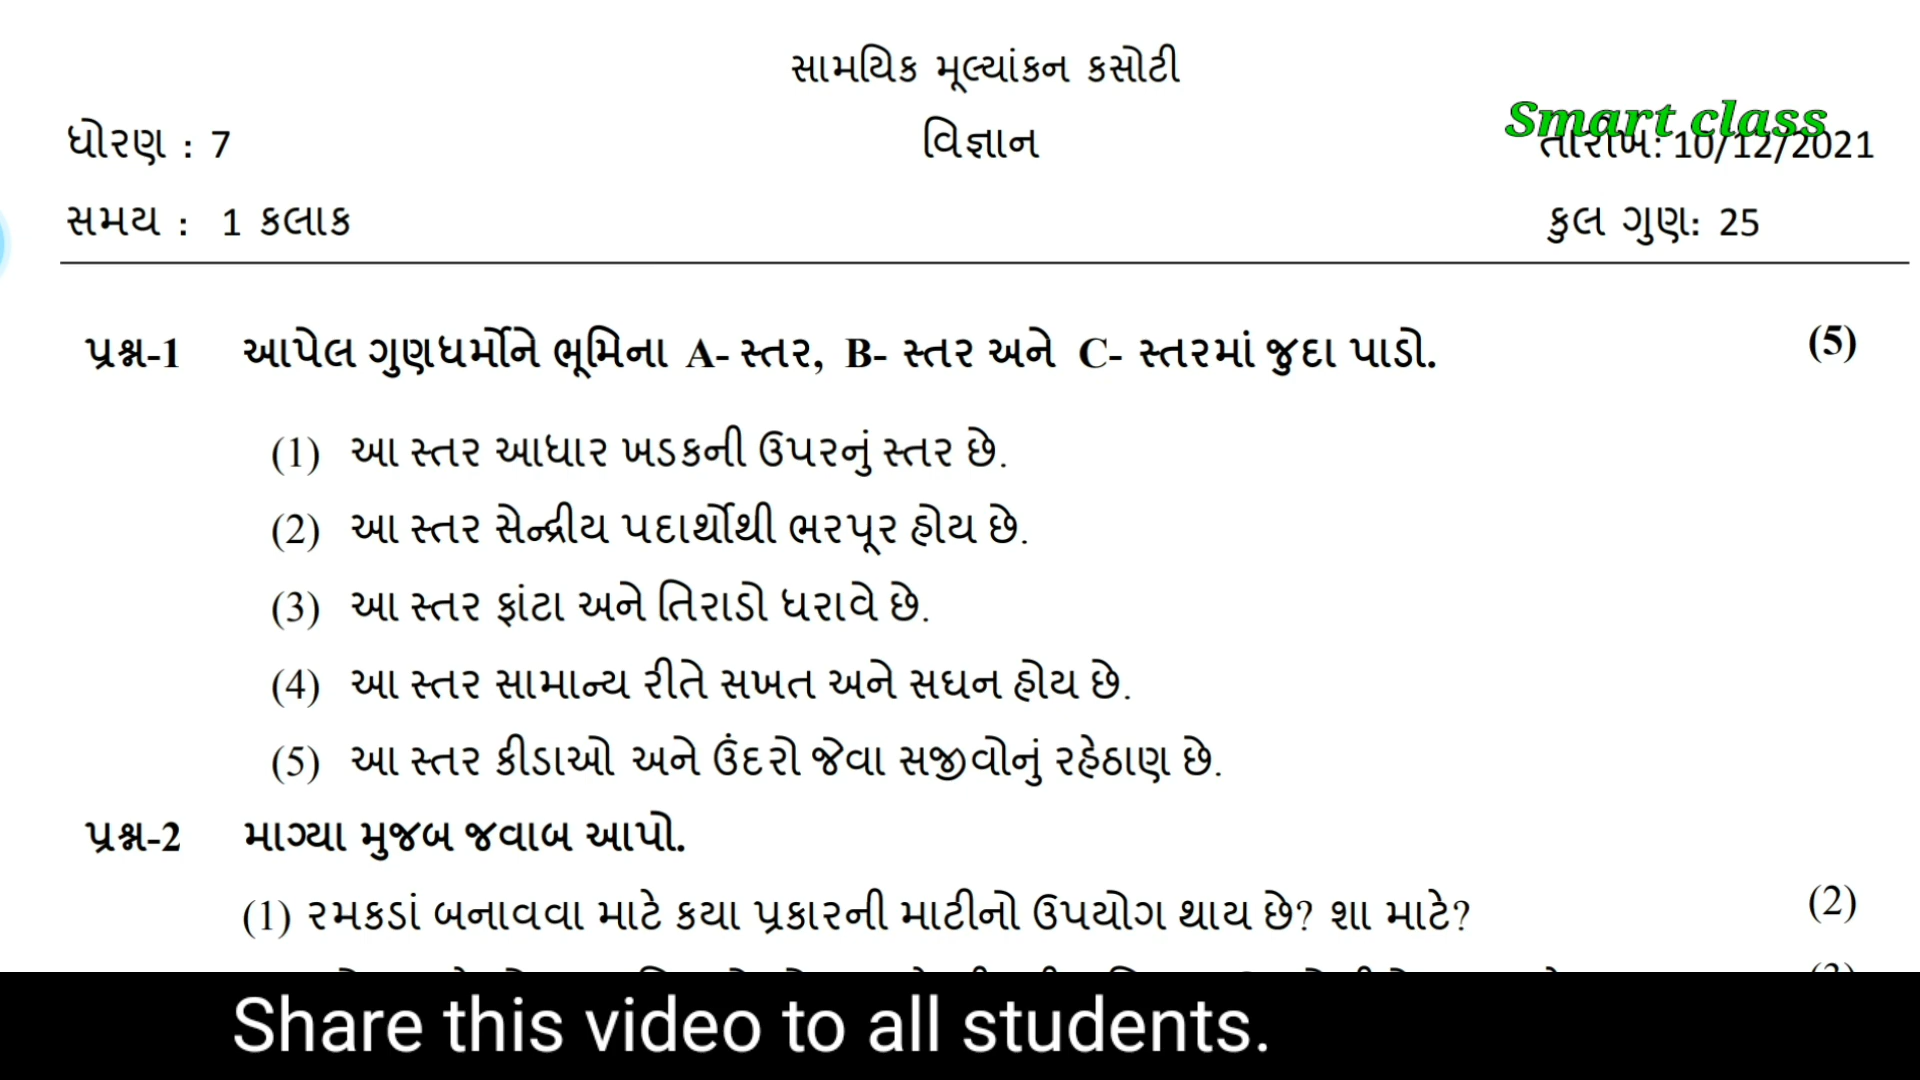 સામયિક મૂલ્યાંકન કસોટી
Smart class
ધોરણ : 7 વિજ્ઞાન તારીખ: 10/12/2021
સમય : 1 કલાક કુલ ગુણ: 25
પ્રશ્ન-1 આપેલ ગુણધર્મોને ભૂમિના A- સ્તર, B- સ્તર અને C- સ્તરમાં જુદા પાડો. (5)
(1) આ સ્તર આધાર ખડકની ઉપરનું સ્તર છે.
(2) આ સ્તર સેન્દ્રીય પદાર્થોથી ભરપૂર હોય છે.
(3) આ સ્તર ફાંટા અને તિરાડો ધરાવે છે.
(4) આ સ્તર સામાન્ય રીતે સખત અને સઘન હોય છે.
(5) આ સ્તર કીડાઓ અને ઉંદરો જેવા સજીવોનું રહેઠાણ છે.
પ્રશ્ન-2 માગ્યા મુજબ જવાબ આપો.
(1) રમકડાં બનાવવા માટે કયા પ્રકારની માટીનો ઉપયોગ થાય છે? શા માટે? (2)
Share this video to all students.